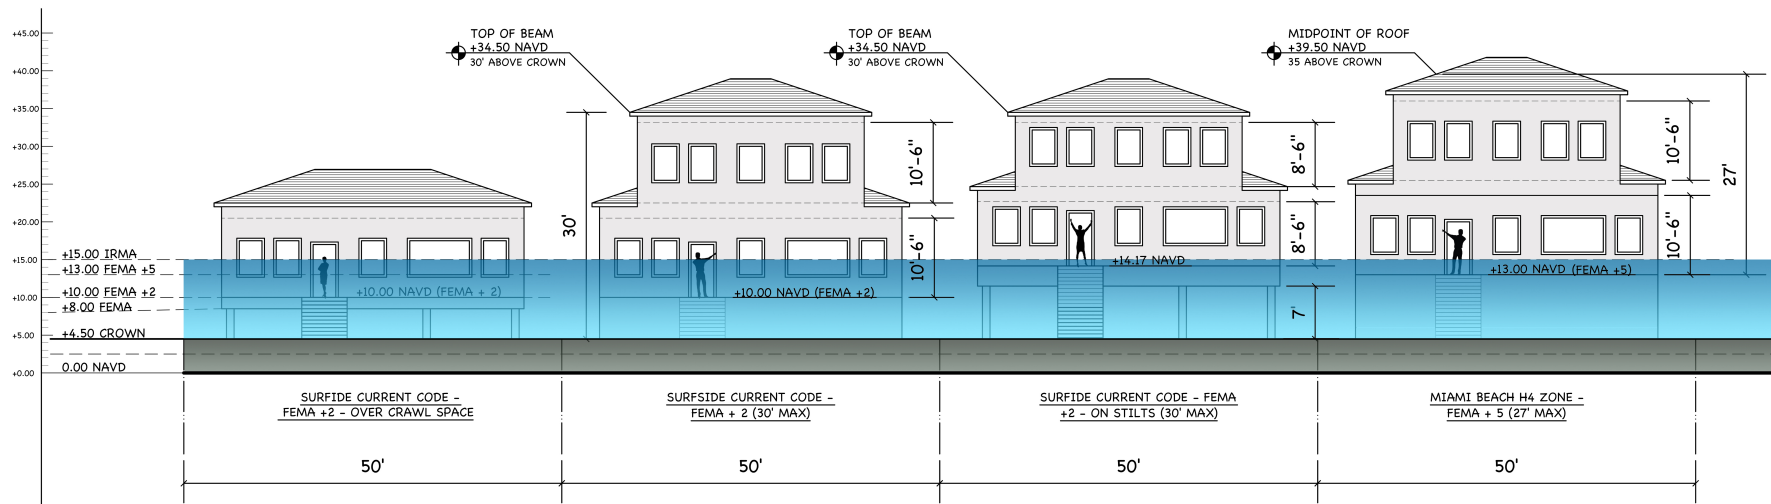 +45.00
+40.00
+35.00
+30.00
+25.00
+20.00
+15.00
+10.00
+5.00
+0.00
+15.00 IRMA
+13.00 FEMA +5
+10.00 FEMA +2
+8.00 FEMA
+4.50 CROWN
0.00 NAVD
TOP OF BEAM
+34.50 NAVD
30' ABOVE CROWN
TOP OF BEAM
+34.50 NAVD
30' ABOVE CROWN
MIDPOINT OF ROOF
+39.50 NAVD
35 ABOVE CROWN
+10.00 NAVD (FEMA + 2)
30'
10'-6"
10'-6"
+10.00 NAVD (FEMA +2)
8'-6"
8'-6"
7'
+14.17 NAVD
10'-6"
10'-6"
27'
+13.00 NAVD (FEMA +5)
SURFIDE CURRENT CODE -
FEMA +2 - OVER CRAWL SPACE
SURFSIDE CURRENT CODE -
FEMA + 2 (30' MAX)
SURFIDE CURRENT CODE - FEMA
+2 - ON STILTS (30' MAX)
MIAMI BEACH H4 ZONE -
FEMA + 5 (27' MAX)
50'
50'
50'
50'